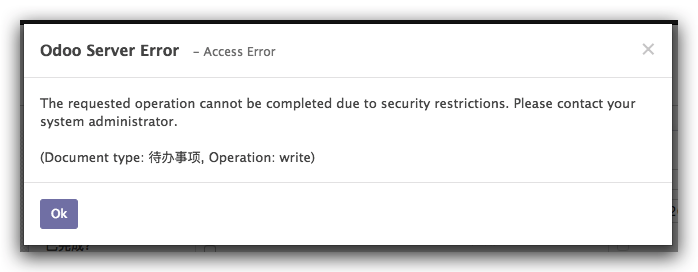 Odoo Server Error – Access Error ×
The requested operation cannot be completed due to security restrictions. Please contact your
system administrator.
(Document type: 待办事项, Operation: write)
Ok